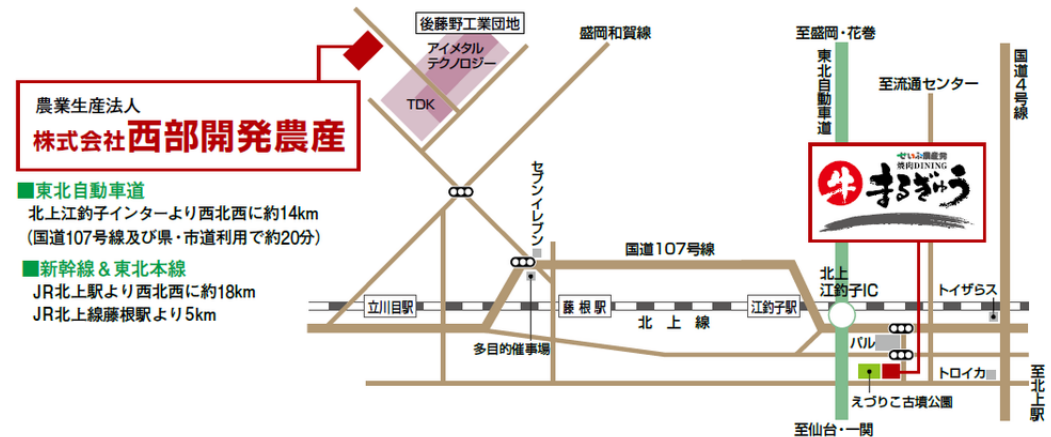 農業生産法人
株式会社西部開発農産
■東北自動車道
北上江釣子インターより西北西に約14km
(国道107号線及び県・市道利用で約20分)
■新幹線&東北本線
JR北上駅より西北西に約18km
JR北上線藤根駅より5km
後藤野工業団地
アイメタル
テクノロジー
TDK
盛岡和賀線
セブンイレブン
国道107号線
立川目駅
藤根駅
北上線
江釣子駅
多目的催事場
至盛岡・花巻
東北自動車道
至流通センター
国道4号線
せいぶ農産発
焼肉DINING
牛
まるぎゅう
北上
江釣子IC
トイザらス
パル
トロイカ
えづりこ古墳公園
至北上駅
至仙台・一関